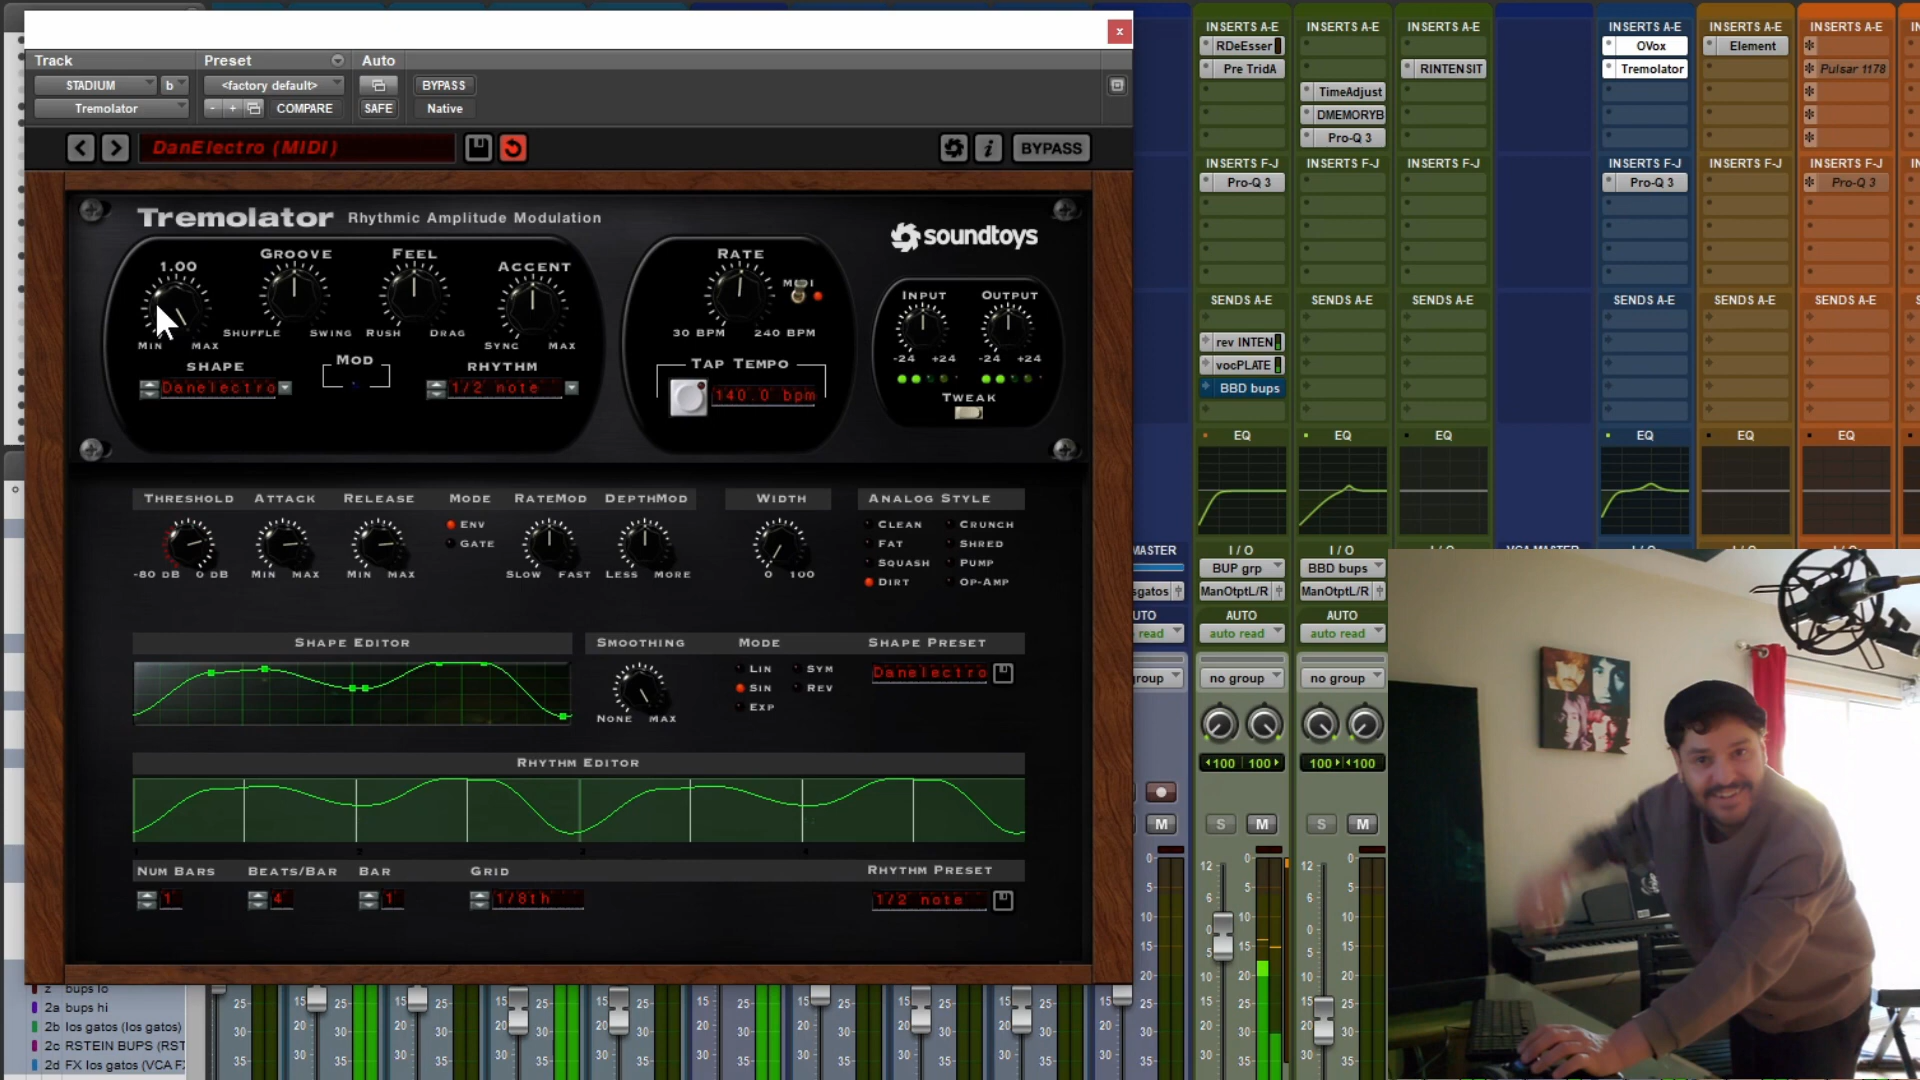 Track
Preset
Auto
STADIUM
b
<factory default>
BYPASS
Tremolator
- +
COMPARE
SAFE
Native
DanElectro (MIDI)
i
BYPASS
Tremolator Rhythmic Amplitude Modulation
soundtoys
1.00
GROOVE
FEEL
ACCENT
MIN MAX
SHUFFLE SWING
RUSH DRAG
SYNC MAX
SHAPE
Danelectro
MOD
RHYTHM
1/2 note
RATE
MIDI
30 BPM 240 BPM
TAP TEMPO
140.0 bpm
INPUT OUTPUT
-24 +24 -24 +24
TWEAK
THRESHOLD ATTACK RELEASE MODE RATEMOD DEPTHMOD
-80 DB 0 DB MIN MAX MIN MAX
ENV
GATE
SLOW FAST LESS MORE
WIDTH
0 100
ANALOG STYLE
CLEAN CRUNCH
FAT SHRED
SQUASH PUMP
DIRT OP-AMP
SHAPE EDITOR
SMOOTHING
NONE MAX
MODE
LIN SYM
SIN REV
EXP
SHAPE PRESET
Danelectro
RHYTHM EDITOR
NUM BARS BEATS/BAR BAR GRID
1 4 1 1/8th
RHYTHM PRESET
1/2 note
INSERTS A-E INSERTS A-E INSERTS A-E INSERTS A-E INSERTS A-E INSERTS A-E
RDeEsser OVox Element
Pre TridA RINTENSIT Tremolator Pulsar 1178
TimeAdjust
DMEMORYB
Pro-Q 3
INSERTS F-J INSERTS F-J INSERTS F-J INSERTS F-J INSERTS F-J INSERTS F-J
Pro-Q 3 Pro-Q 3 Pro-Q 3
SENDS A-E SENDS A-E SENDS A-E SENDS A-E SENDS A-E SENDS A-E
rev INTEN
vocPLATE
BBD bups
EQ EQ EQ EQ EQ EQ
MASTER I/O I/O
BUP grp BBD bups
sgatos ManOtptL/R ManOtptL/R
UTO AUTO AUTO
read auto read auto read
group no group no group
100 100 100 100
M S M S M
z bups lo
2a bups hi
2b los gatos (los gatos)
2c RSTEIN BUPS (RST
2d FX los gatos (VCA F